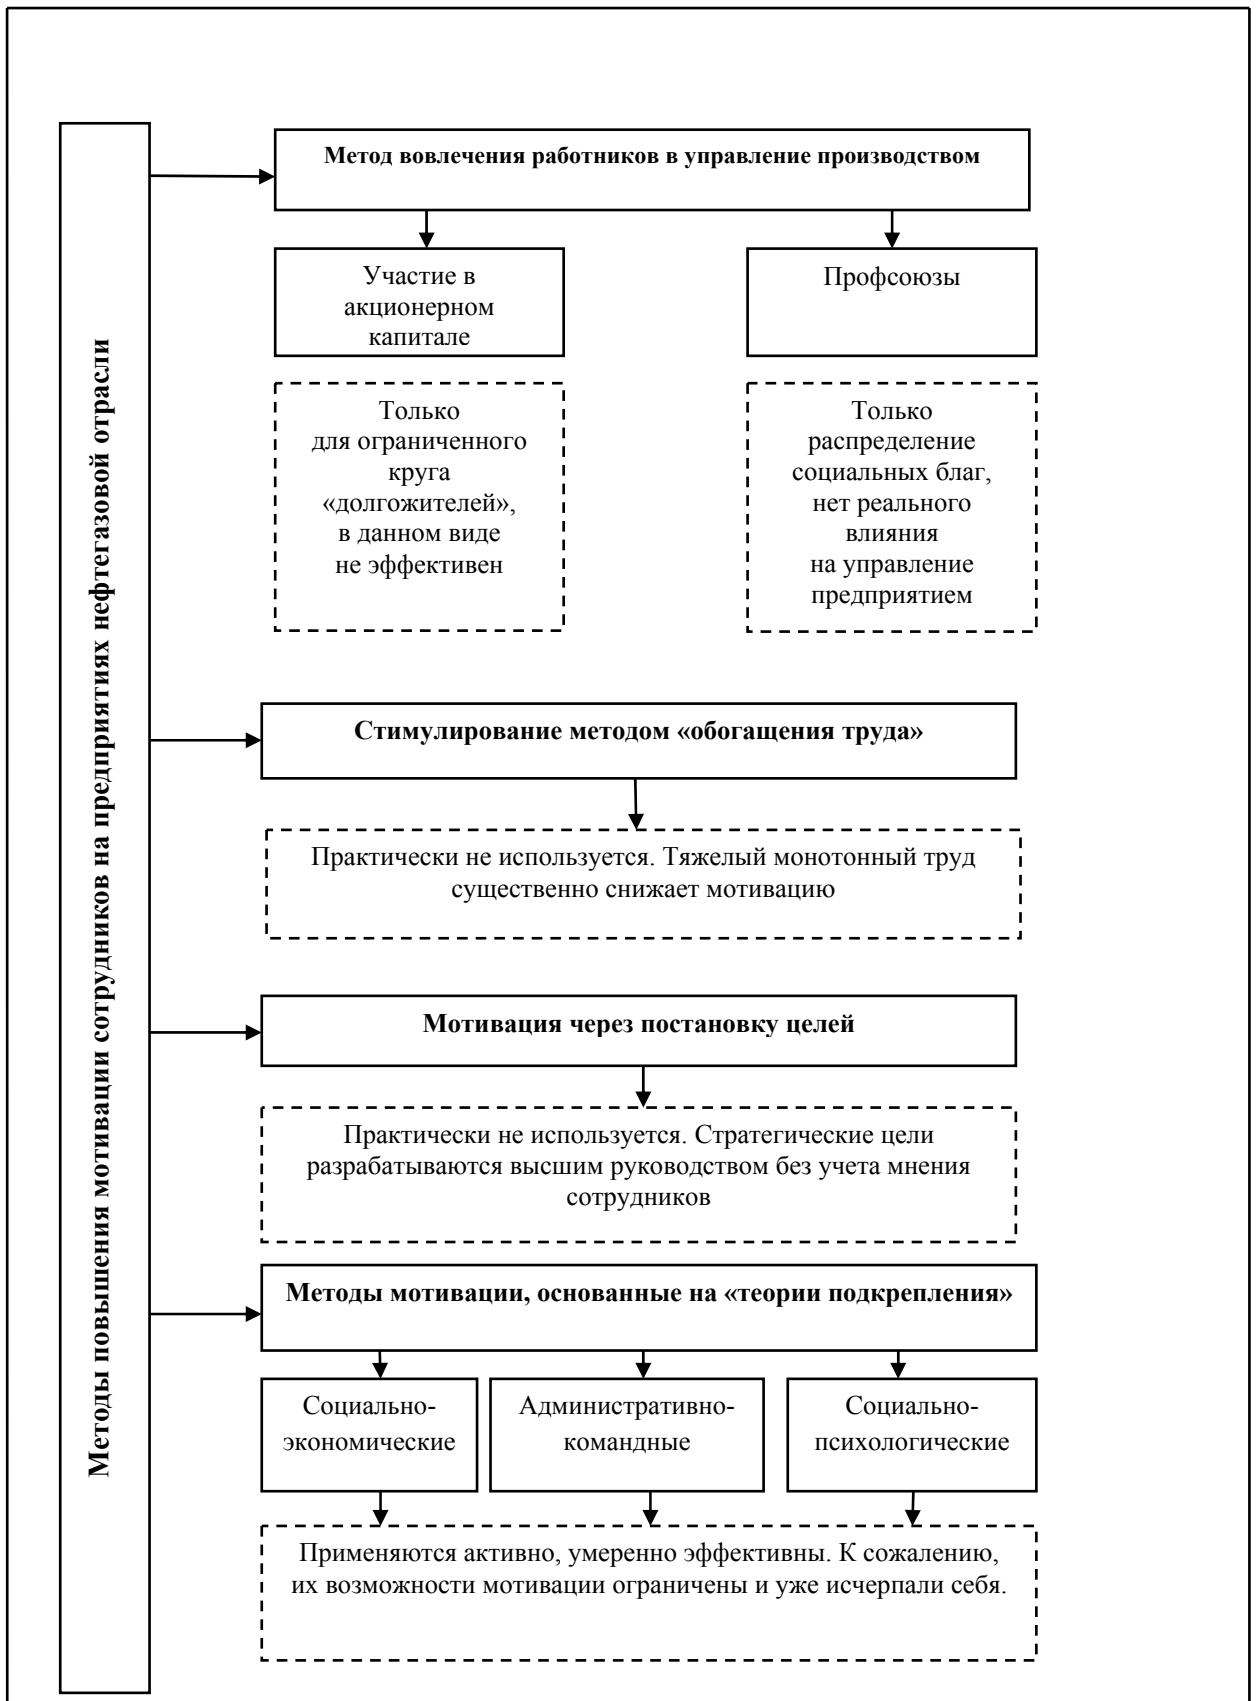 Методы повышения мотивации сотрудников на предприятиях нефтегазовой отрасли
Метод вовлечения работников в управление производством
Участие в
акционерном
капитале
Профсоюзы
Только
для ограниченного
круга
«долгожителей»,
в данном виде
не эффективен
Только
распределение
социальных благ,
нет реального
влияния
на управление
предприятием
Стимулирование методом «обогащения труда»
Практически не используется. Тяжелый монотонный труд
существенно снижает мотивацию
Мотивация через постановку целей
Практически не используется. Стратегические цели
разрабатываются высшим руководством без учета мнения
сотрудников
Методы мотивации, основанные на «теории подкрепления»
Социально-
экономические
Административно-
командные
Социально-
психологические
Применяются активно, умеренно эффективны. К сожалению,
их возможности мотивации ограничены и уже исчерпали себя.